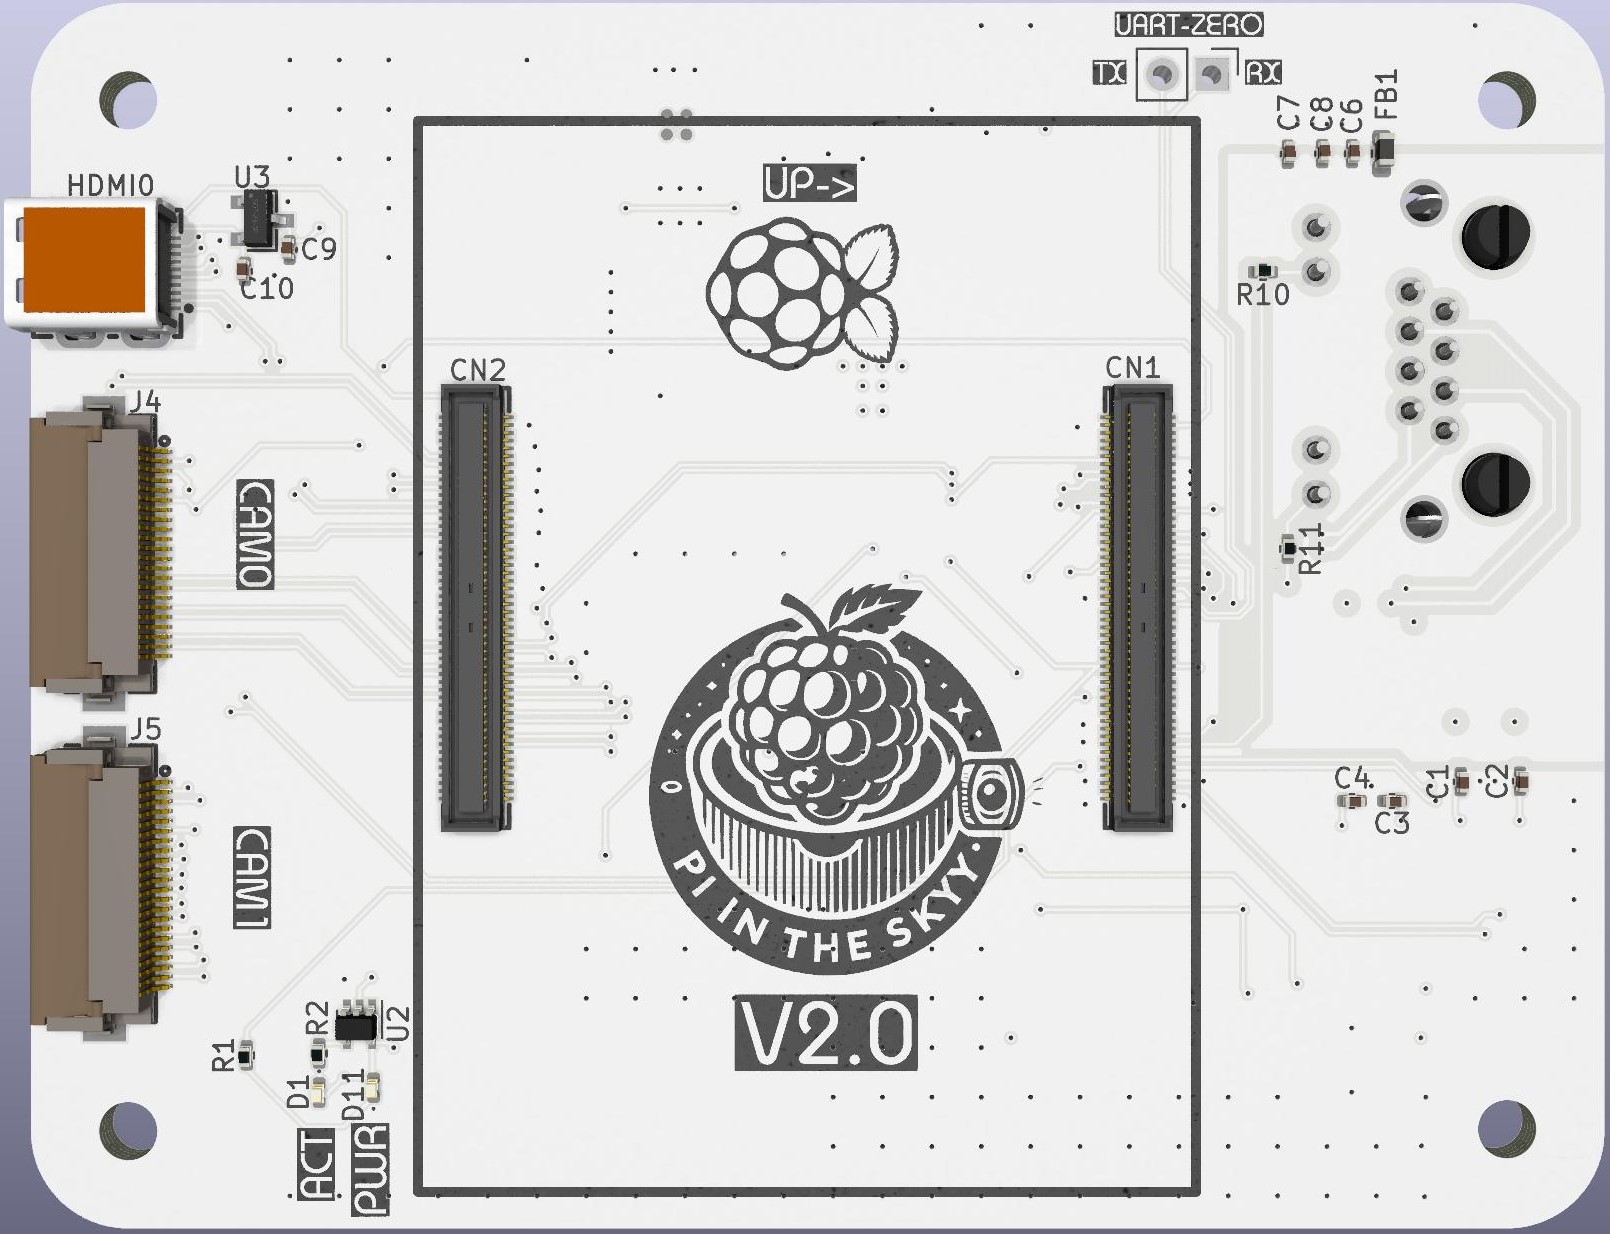 UART-ZERO
TX
RX
C7
C8
C6
FB1
HDMI0
U3
C9
C10
UP->
R10
CN2
CN1
J4
CAM0
R11
J5
C4
C3
C1
C2
CAM1
PI IN THE SKYY
V2.0
R1
R2
U2
D1
D11
ACT
PWR